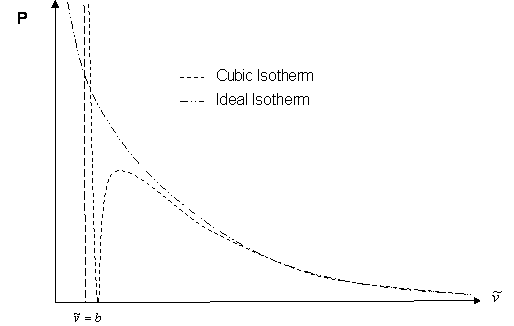 P
Cubic Isotherm
Ideal Isotherm
ṽ
ṽ = b